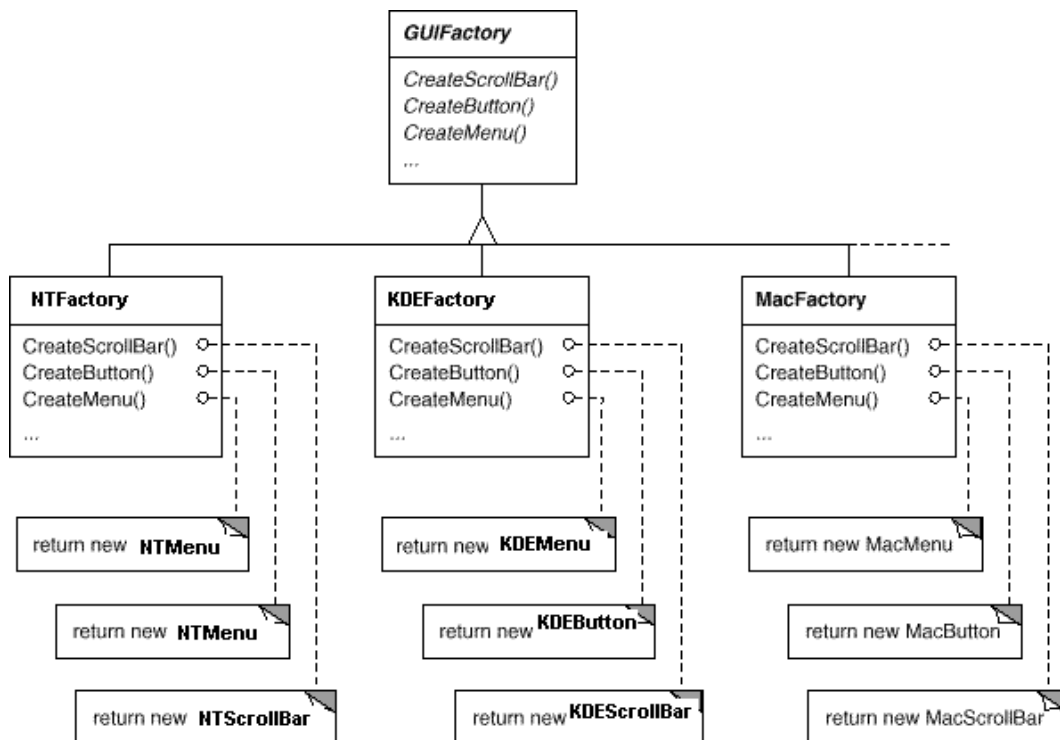 GUIFactory
CreateScrollBar()
CreateButton()
CreateMenu()
...
NTFactory
CreateScrollBar()
CreateButton()
CreateMenu()
...
KDEFactory
CreateScrollBar()
CreateButton()
CreateMenu()
...
MacFactory
CreateScrollBar()
CreateButton()
CreateMenu()
...
return new NTMenu
return new KDEMenu
return new MacMenu
return new NTMenu
return new KDEButton
return new MacButton
return new NTScrollBar
return new KDEScrollBar
return new MacScrollBar